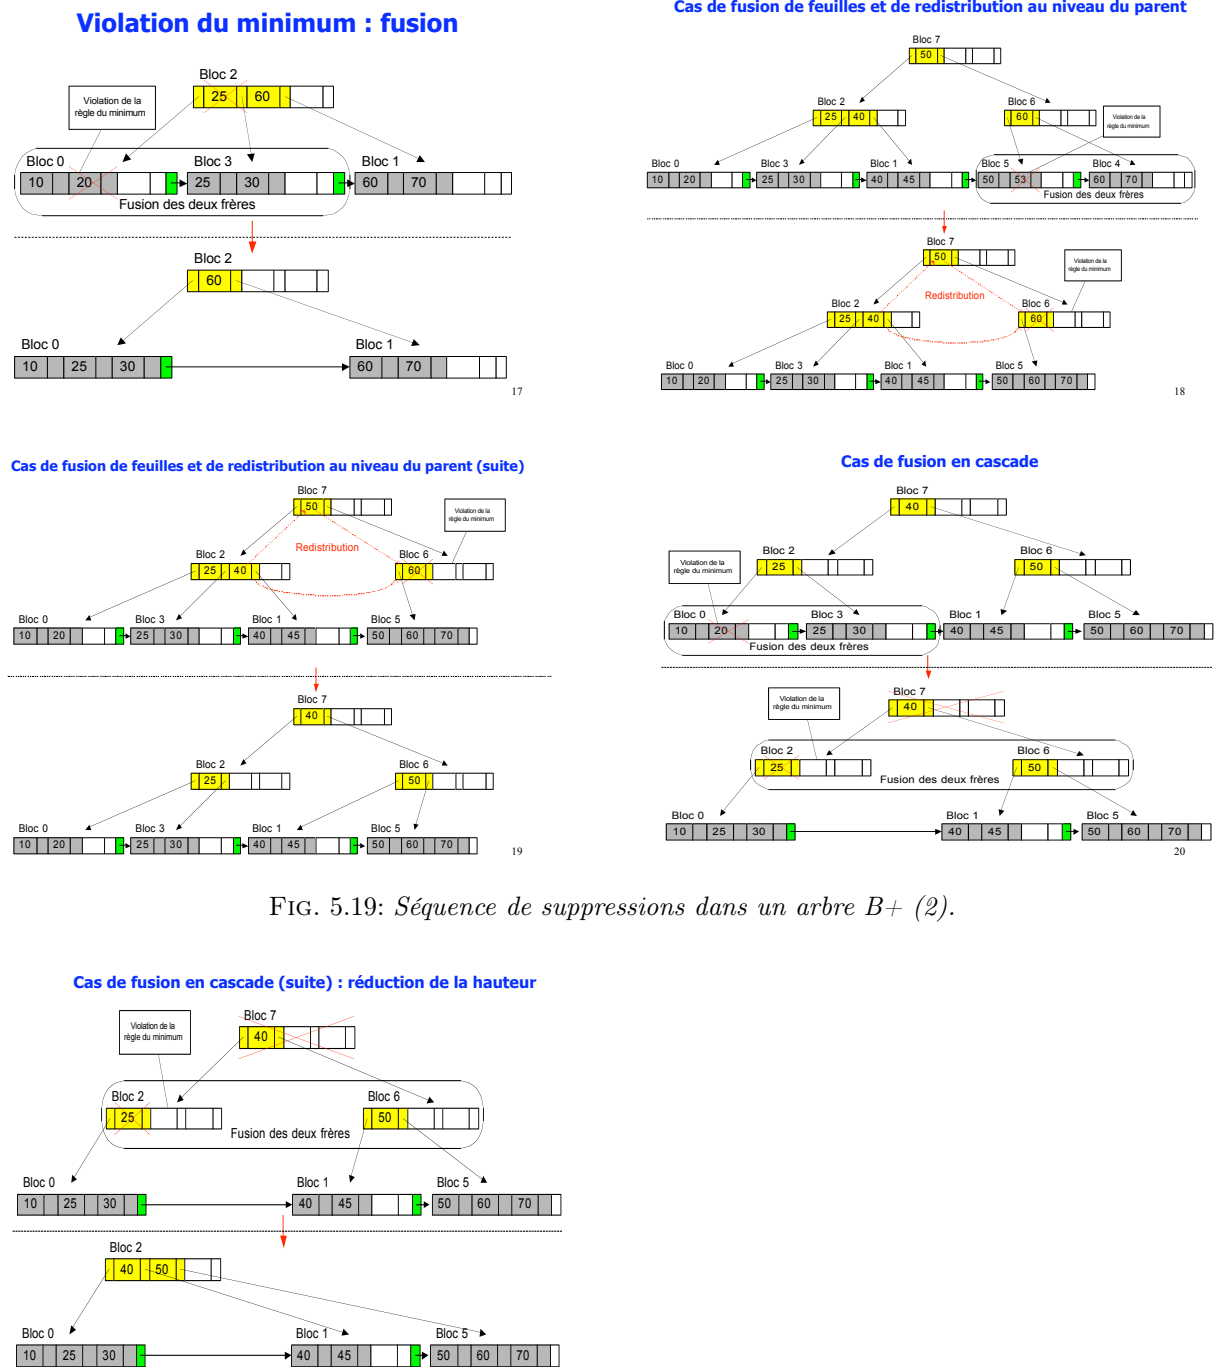 Violation du minimum : fusion
Bloc 2
25 60
Violation de la
règle du minimum
Bloc 0 Bloc 3 Bloc 1
10 20 25 30 60 70
Fusion des deux frères
Bloc 2
60
Bloc 0 Bloc 1
10 25 30 60 70
17
Cas de fusion de feuilles et de redistribution au niveau du parent
Bloc 7
50
Bloc 2 Bloc 6
25 40 60
Violation de la
règle du minimum
Bloc 0 Bloc 3 Bloc 1 Bloc 5 Bloc 4
10 20 25 30 40 45 50 53 60 70
Fusion des deux frères
Bloc 7
50
Violation de la
règle du minimum
Redistribution
Bloc 2 Bloc 6
25 40 60
Bloc 0 Bloc 3 Bloc 1 Bloc 5
10 20 25 30 40 45 50 60 70
18
Cas de fusion de feuilles et de redistribution au niveau du parent (suite)
Bloc 7
50
Violation de la
règle du minimum
Redistribution
Bloc 2 Bloc 6
25 40 60
Bloc 0 Bloc 3 Bloc 1 Bloc 5
10 20 25 30 40 45 50 60 70
Bloc 7
40
Bloc 2 Bloc 6
25 50
Bloc 0 Bloc 3 Bloc 1 Bloc 5
10 20 25 30 40 45 50 60 70
19
Cas de fusion en cascade
Bloc 7
40
Violation de la
règle du minimum
Bloc 2 Bloc 6
25 50
Bloc 0 Bloc 3 Bloc 1 Bloc 5
10 20 25 30 40 45 50 60 70
Fusion des deux frères
Bloc 7
40
Violation de la
règle du minimum
Bloc 2 Bloc 6
25 50
Fusion des deux frères
Bloc 0 Bloc 1 Bloc 5
10 25 30 40 45 50 60 70
20
FIG. 5.19: Séquence de suppressions dans un arbre B+ (2).
Cas de fusion en cascade (suite) : réduction de la hauteur
Bloc 7
40
Violation de la
règle du minimum
Bloc 2 Bloc 6
25 50
Fusion des deux frères
Bloc 0 Bloc 1 Bloc 5
10 25 30 40 45 50 60 70
Bloc 2
40 50
Bloc 0 Bloc 1 Bloc 5
10 25 30 40 45 50 60 70